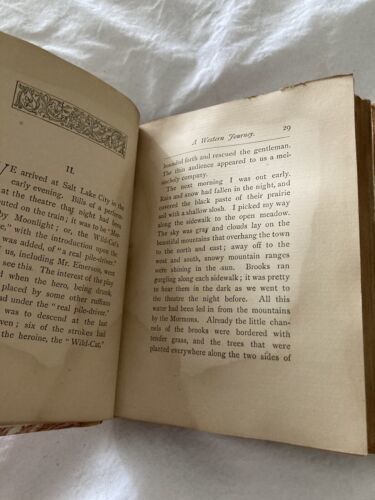 II.
E arrived at Salt Lake City in the
early evening. Bills of a perfor-
at the theatre that night had been
uted on the train; it was to be "Ma-
by Moonlight; or, the Wild-Cat's
," with the introduction upon the
was added, of "a real pile-driver."
f us, including Mr. Emerson, went
see this. The interest of the play
d when the hero, being drunk,
placed by some other ruffians
ad under the "real pile-driver,"
was to descend at the last
ven; six of the strokes had
the heroine, the "Wild-Cat,"
A Western Journey. 29
bounded forth and rescued the gentleman.
The thin audience appeared to us a mel-
ancholy company.
The next morning I was out early.
Rain and snow had fallen in the night, and
covered the black paste of their prairie
soil with a shallow slosh. I picked my way
along the sidewalk to the open meadow.
The sky was gray and clouds lay on the
beautiful mountains that overhang the town
to the north and east; away off to the
west and south, snowy mountain ranges
were shining in the sun. Brooks ran
gurgling along each sidewalk; it was pretty
to hear them in the dark as we went to
the theatre the night before. All this
water had been led in from the mountains
by the Mormons. Already the little chan-
nels of the brooks were bordered with
tender grass, and the trees that were
planted everywhere along the two sides of